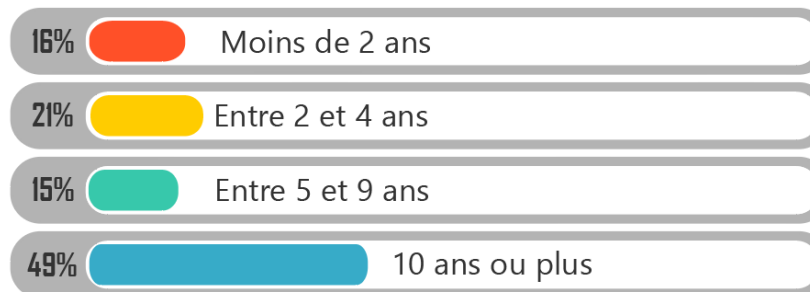 16% Moins de 2 ans
21% Entre 2 et 4 ans
15% Entre 5 et 9 ans
49% 10 ans ou plus